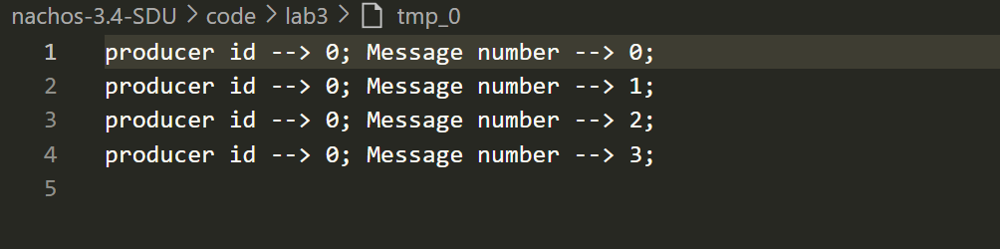 nachos-3.4-SDU > code > lab3 > tmp_0
1 producer id --> 0; Message number --> 0;
2 producer id --> 0; Message number --> 1;
3 producer id --> 0; Message number --> 2;
4 producer id --> 0; Message number --> 3;
5